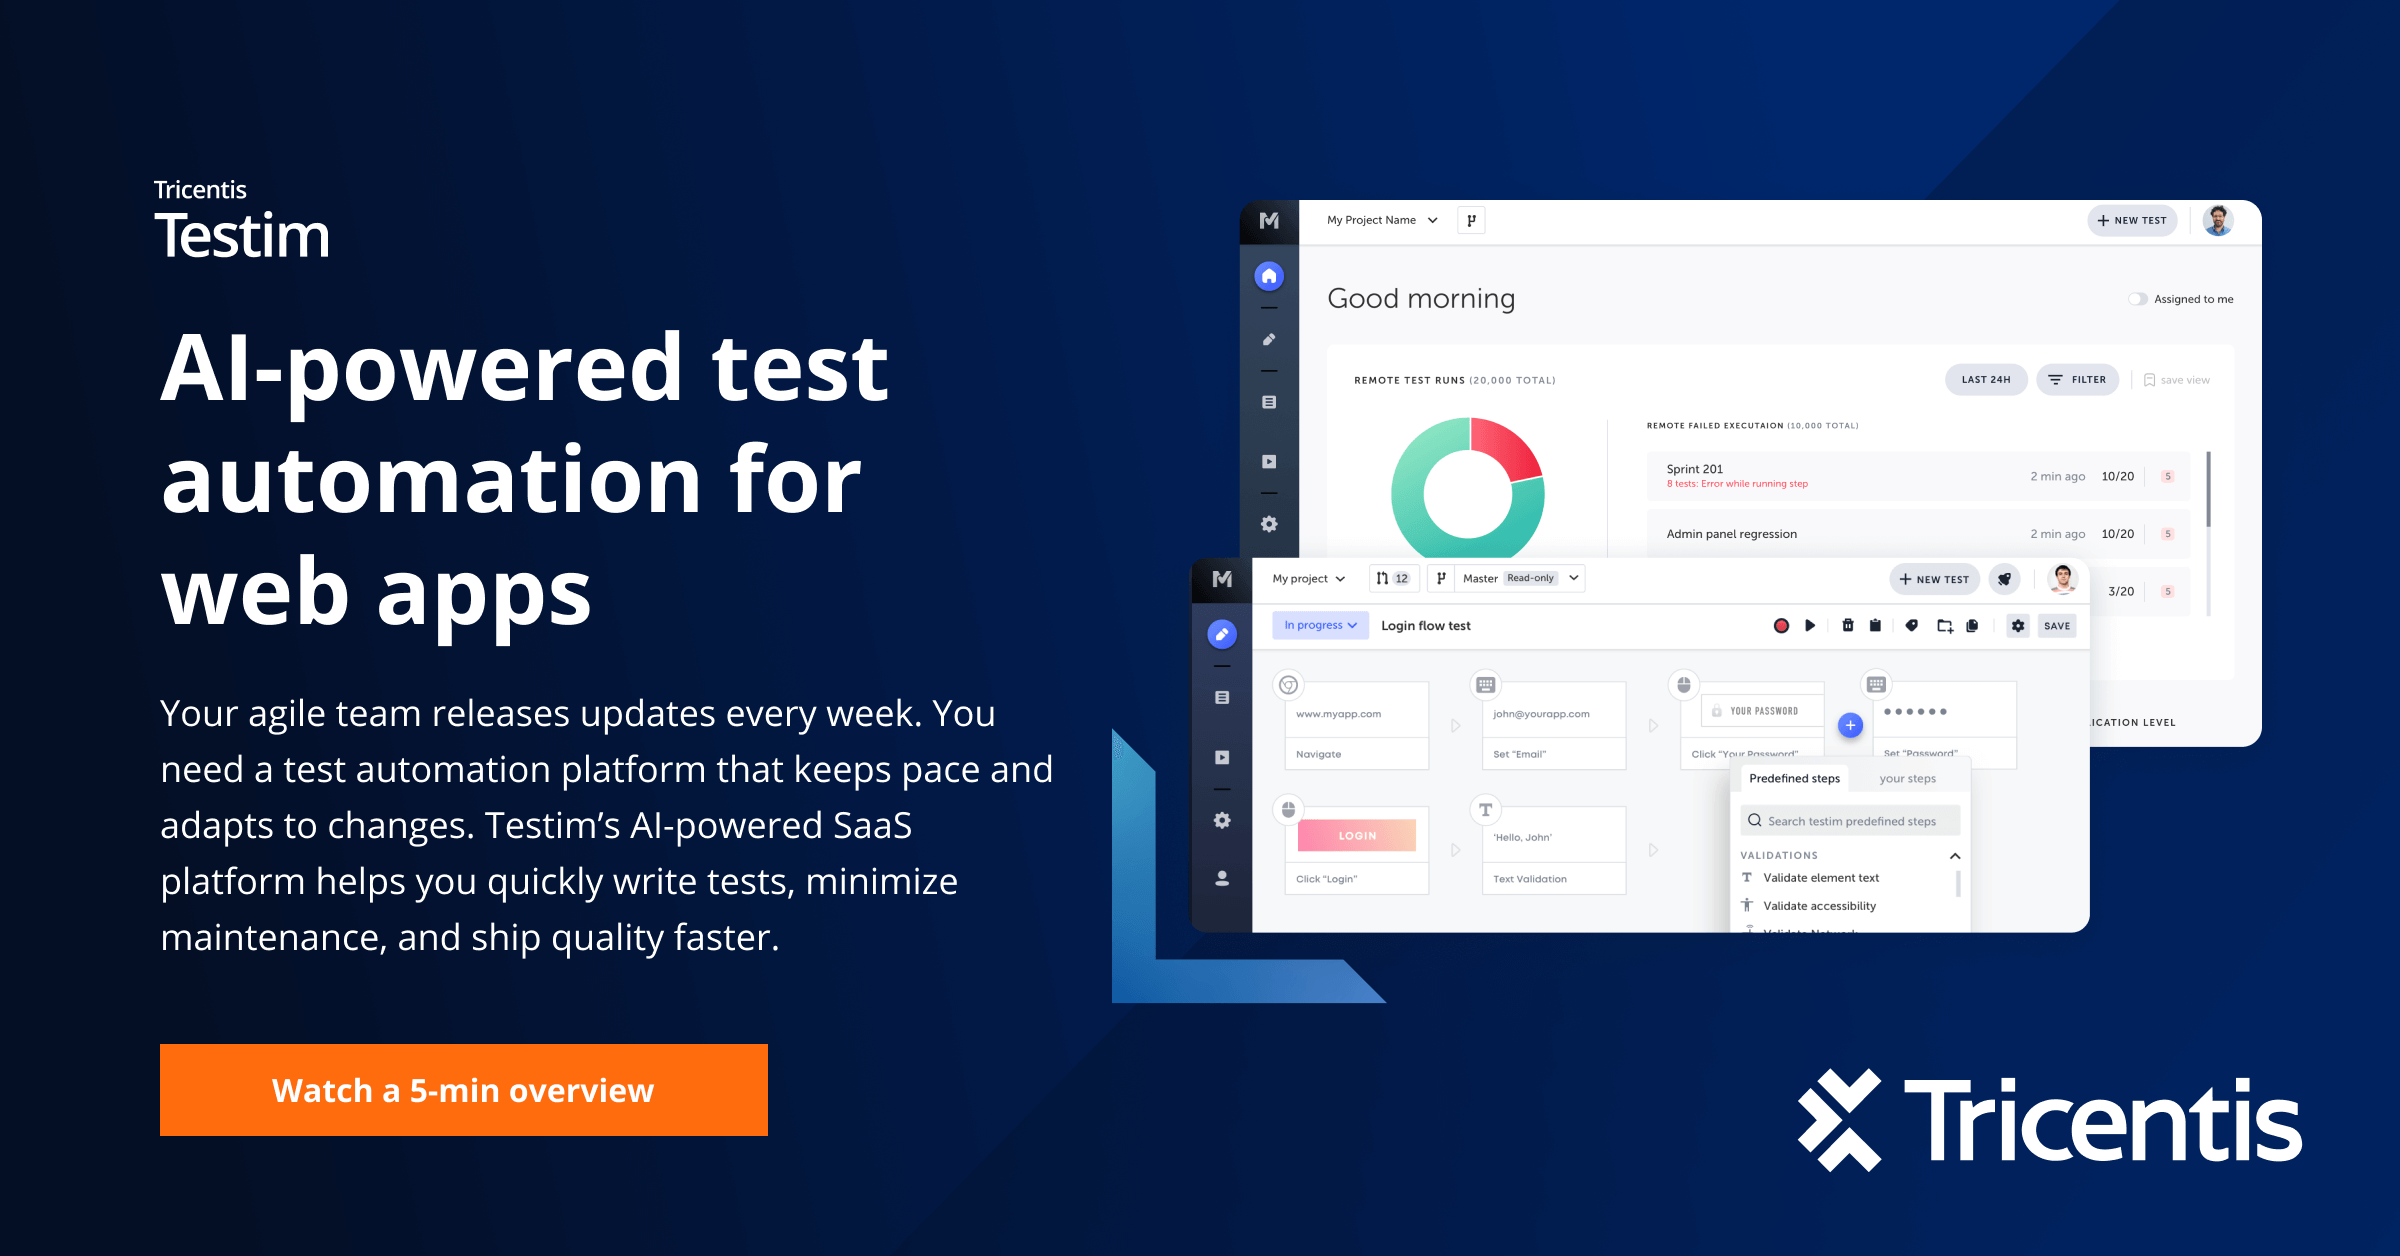 Tricentis
Testim
AI-powered test
automation for
web apps
Your agile team releases updates every week. You
need a test automation platform that keeps pace and
adapts to changes. Testim’s AI-powered SaaS
platform helps you quickly write tests, minimize
maintenance, and ship quality faster.
Watch a 5-min overview
My Project Name
NEW TEST
Good morning
Assigned to me
REMOTE TEST RUNS (20,000 TOTAL)
LAST 24H
FILTER
save view
REMOTE FAILED EXECUTAION (10,000 TOTAL)
Sprint 201
8 tests: Error while running step
2 min ago 10/20 5
Admin panel regression
2 min ago 10/20 5
3/20 5
ICATION LEVEL
My project
12
Master Read-only
NEW TEST
In progress
Login flow test
SAVE
www.myapp.com
Navigate
john@yourapp.com
Set "Email"
YOUR PASSWORD
Click "Your Password"
Set "Password"
LOGIN
Click "Login"
'Hello, John'
Text Validation
Predefined steps
your steps
Search testim predefined steps
VALIDATIONS
Validate element text
Validate accessibility
Tricentis